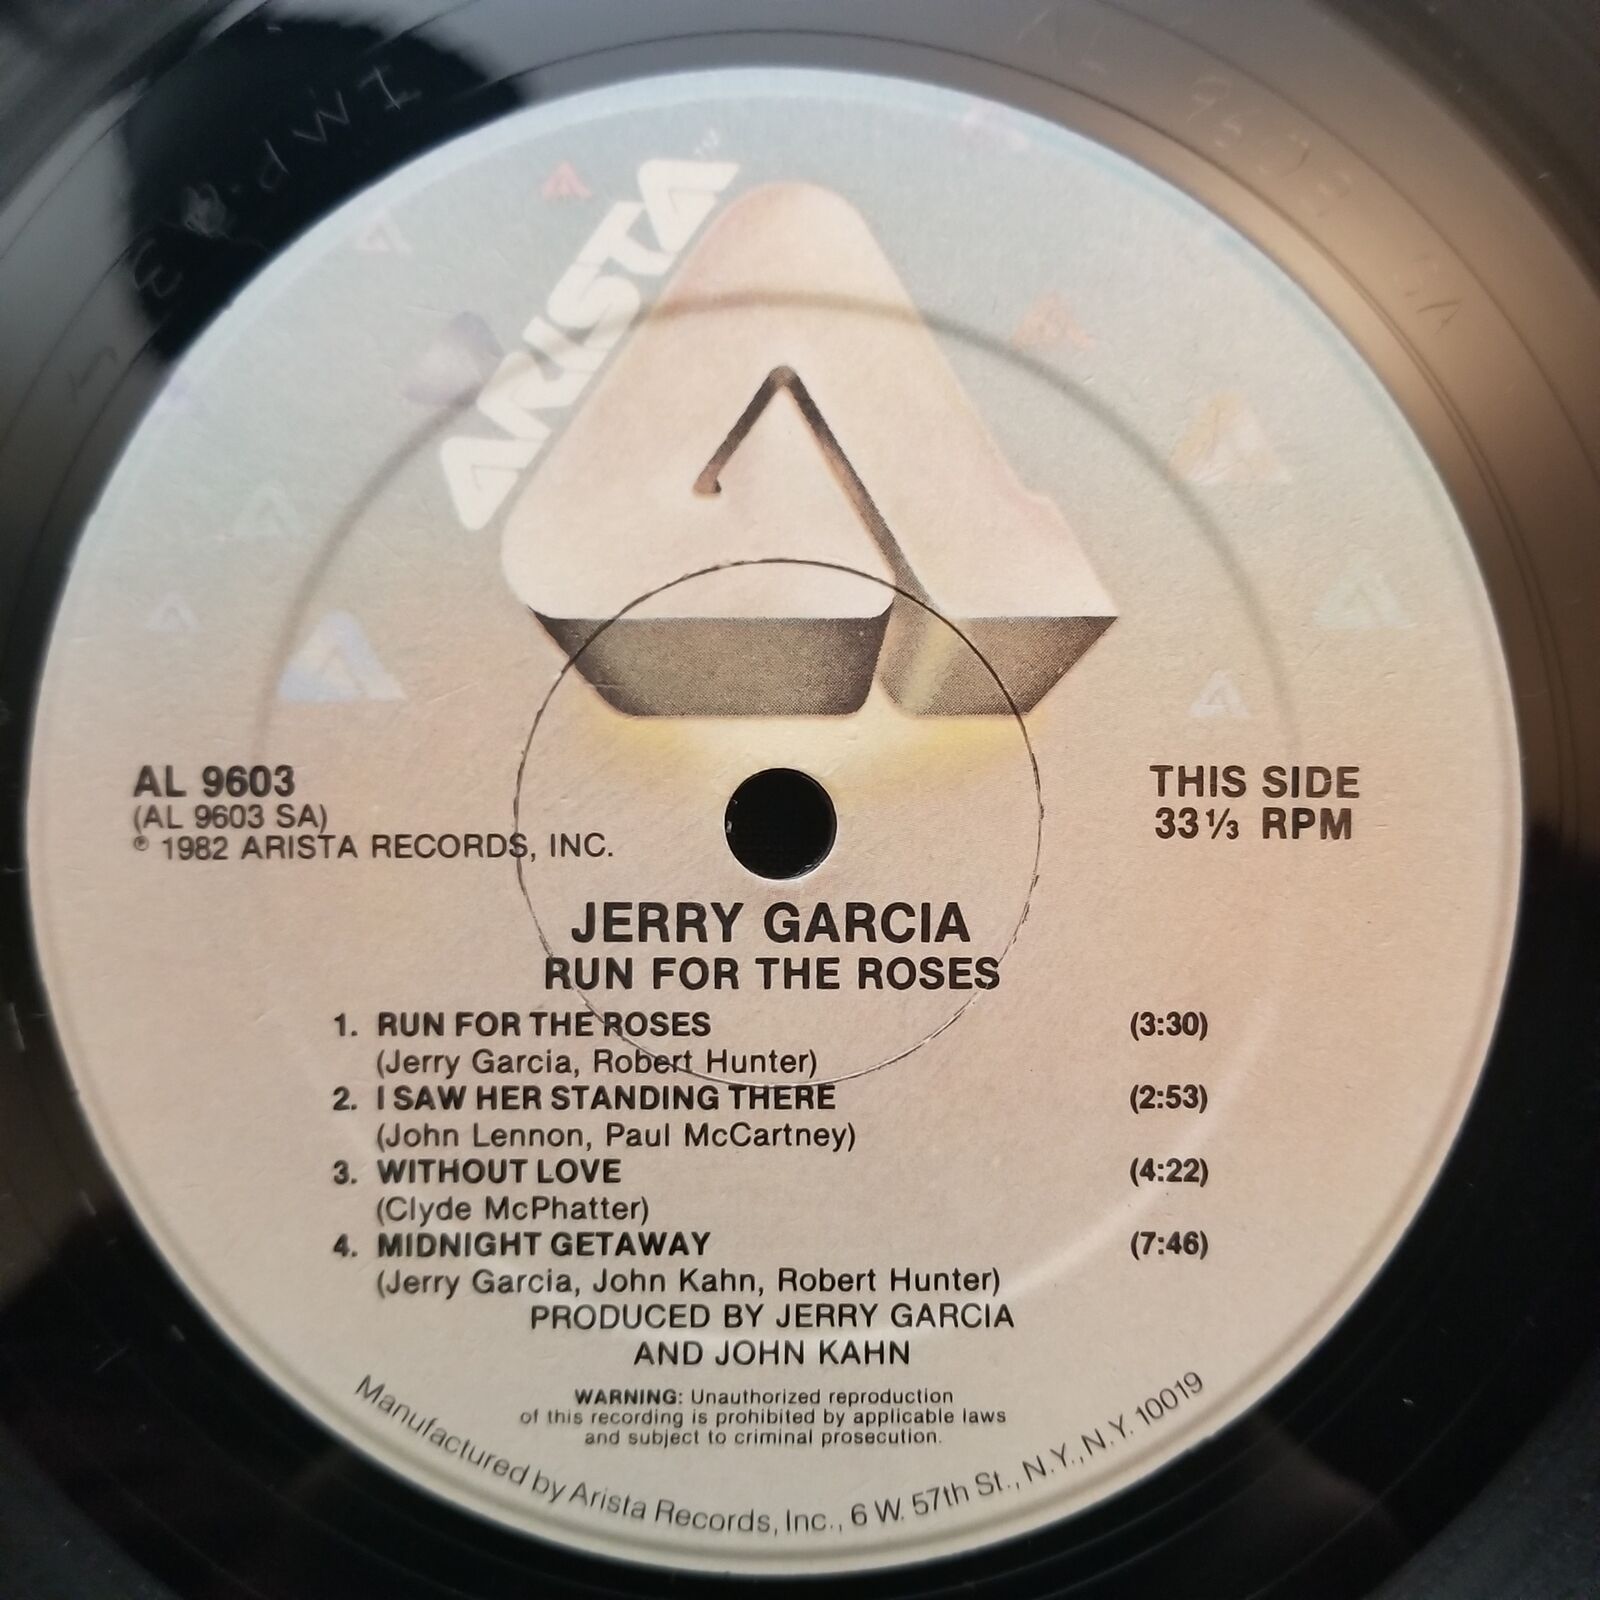 ARISTA™
AL 9603
(AL 9603 SA)
℗ 1982 ARISTA RECORDS, INC.
THIS SIDE
33⅓ RPM
JERRY GARCIA
RUN FOR THE ROSES
1. RUN FOR THE ROSES (3:30)
(Jerry Garcia, Robert Hunter)
2. I SAW HER STANDING THERE (2:53)
(John Lennon, Paul McCartney)
3. WITHOUT LOVE (4:22)
(Clyde McPhatter)
4. MIDNIGHT GETAWAY (7:46)
(Jerry Garcia, John Kahn, Robert Hunter)
PRODUCED BY JERRY GARCIA
AND JOHN KAHN
WARNING: Unauthorized reproduction
of this recording is prohibited by applicable laws
and subject to criminal prosecution.
Manufactured by Arista Records, Inc., 6 W. 57th St., N.Y., N.Y. 10019